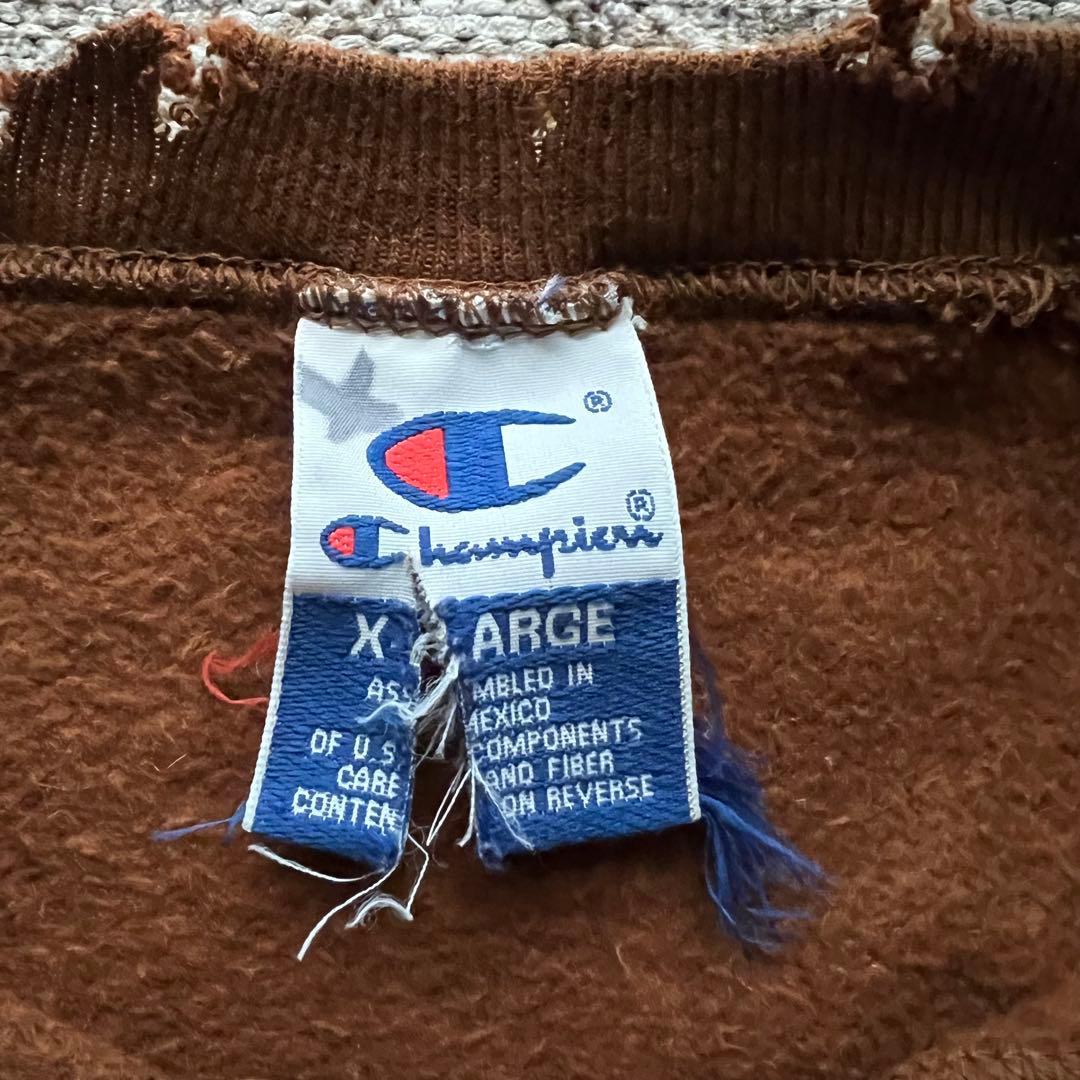 ®
Champion®
X ARGE
ASS MBLED IN
MEXICO
OF U.S COMPONENTS
CARE AND FIBER
CONTEN ON REVERSE